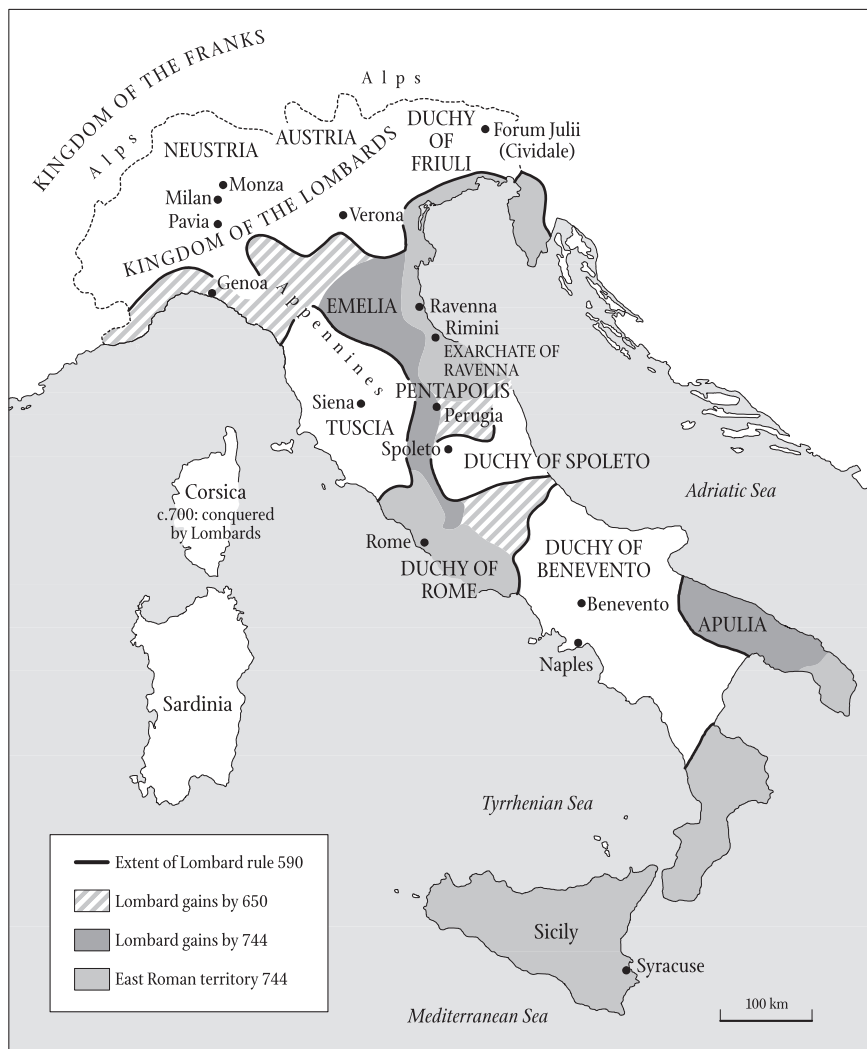 KINGDOM OF THE FRANKS
Alps
Alps
NEUSTRIA
AUSTRIA
DUCHY
OF
FRIULI
Forum Julii
(Cividale)
Monza
Milan
Pavia
KINGDOM OF THE LOMBARDS
Verona
Genoa
Appennines
EMELIA
Ravenna
Rimini
EXARCHATE OF
RAVENNA
PENTAPOLIS
Perugia
Siena
TUSCIA
Spoleto
DUCHY OF SPOLETO
Corsica
c.700: conquered
by Lombards
Adriatic Sea
Rome
DUCHY OF
ROME
DUCHY OF
BENEVENTO
Benevento
APULIA
Naples
Sardinia
Tyrrhenian Sea
Extent of Lombard rule 590
Lombard gains by 650
Lombard gains by 744
East Roman territory 744
Sicily
Syracuse
Mediterranean Sea
100 km